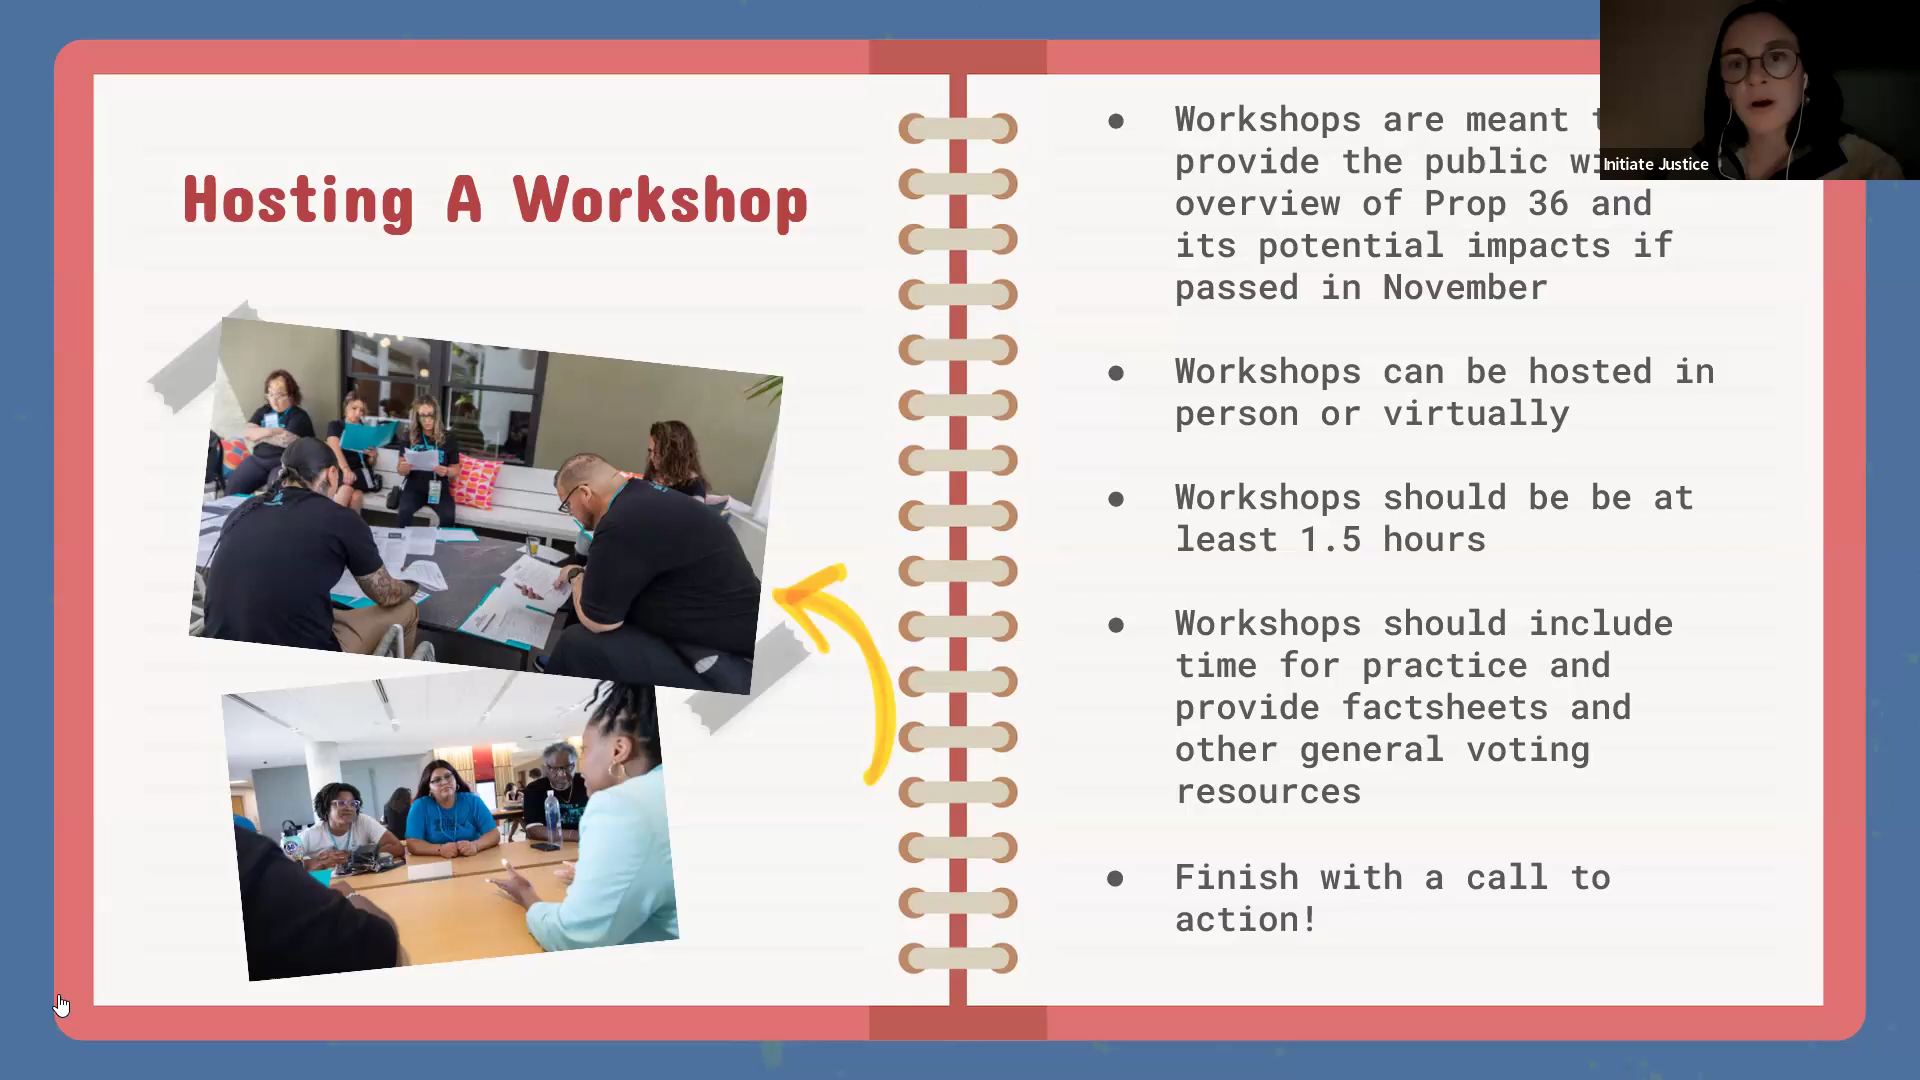 Hosting A Workshop
Workshops are meant
provide the public
overview of Prop 36 and
its potential impacts if
passed in November
Workshops can be hosted in
person or virtually
Workshops should be be at
least 1.5 hours
Workshops should include
time for practice and
provide factsheets and
other general voting
resources
Finish with a call to
action!
Initiate Justice